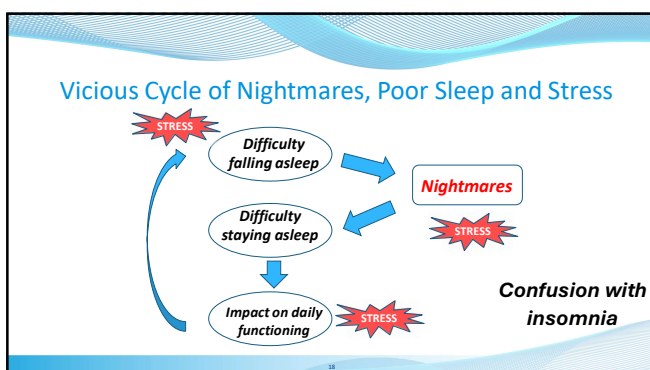 Vicious Cycle of Nightmares, Poor Sleep and Stress
STRESS
Difficulty
falling asleep
Nightmares
Difficulty
staying asleep
STRESS
Impact on daily
functioning
STRESS
Confusion with
insomnia
18